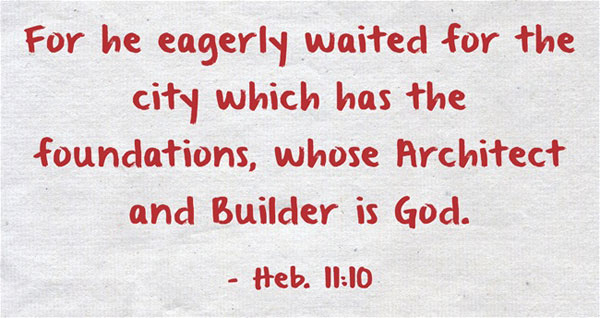 For he eagerly waited for the
city which has the
foundations, whose Architect
and Builder is God.
- Heb. 11:10